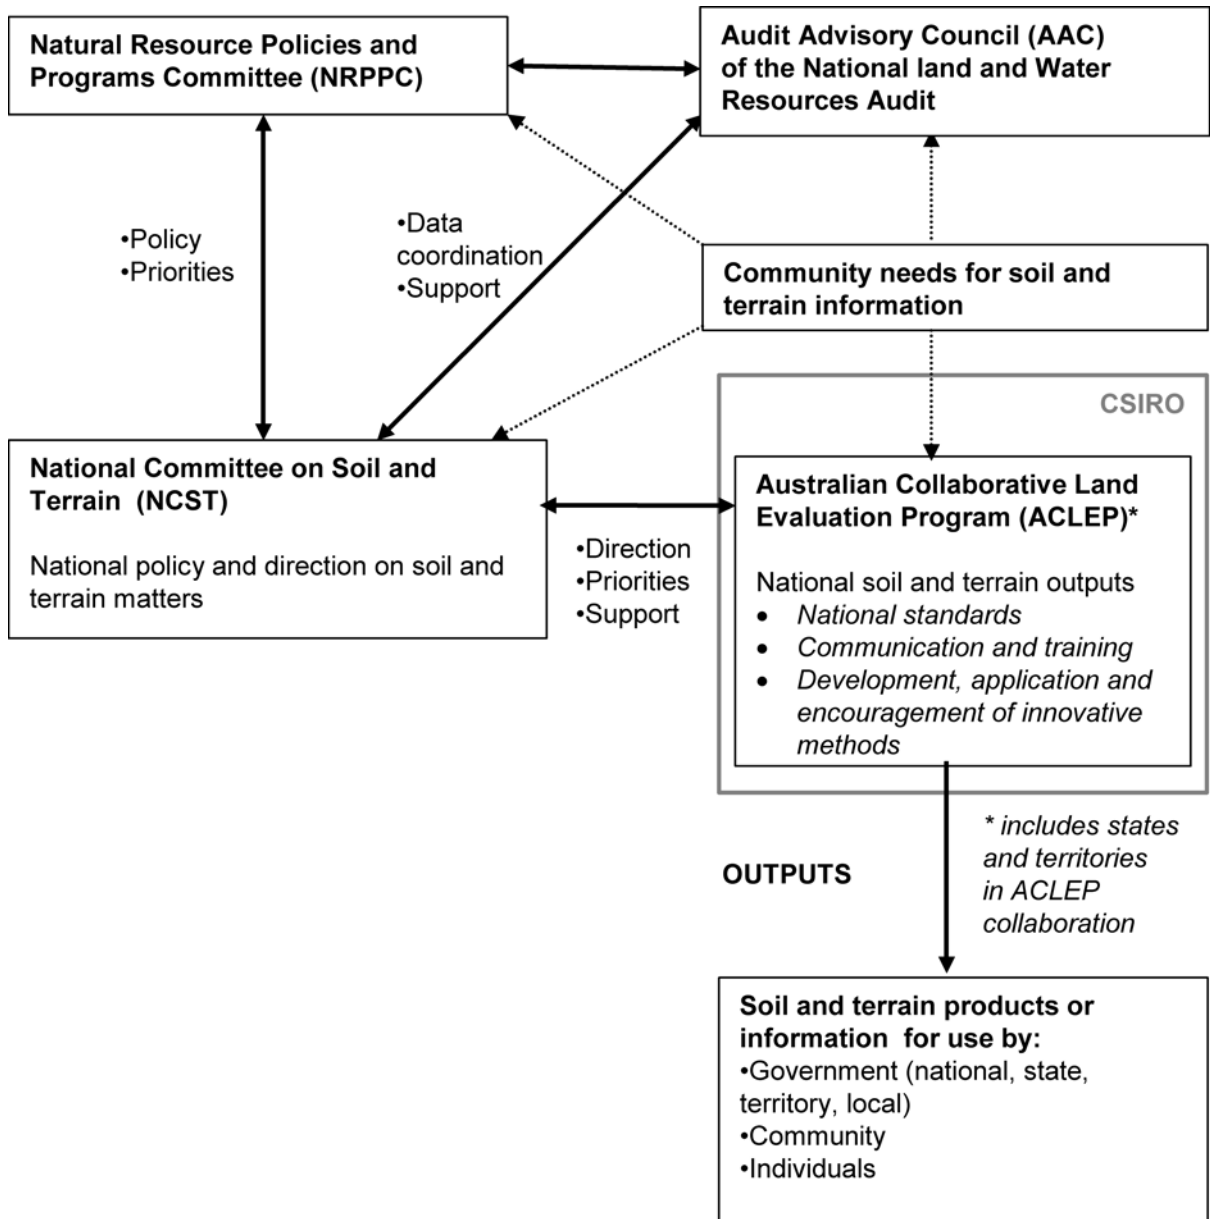 Natural Resource Policies and
Programs Committee (NRPPC)
Audit Advisory Council (AAC)
of the National land and Water
Resources Audit
•Policy
•Priorities
•Data
coordination
•Support
Community needs for soil and
terrain information
CSIRO
National Committee on Soil and
Terrain  (NCST)
National policy and direction on soil and
terrain matters
•Direction
•Priorities
•Support
Australian Collaborative Land
Evaluation Program (ACLEP)*
National soil and terrain outputs
• National standards
• Communication and training
• Development, application and
encouragement of innovative
methods
OUTPUTS
* includes states
and territories
in ACLEP
collaboration
Soil and terrain products or
information  for use by:
•Government (national, state,
territory, local)
•Community
•Individuals